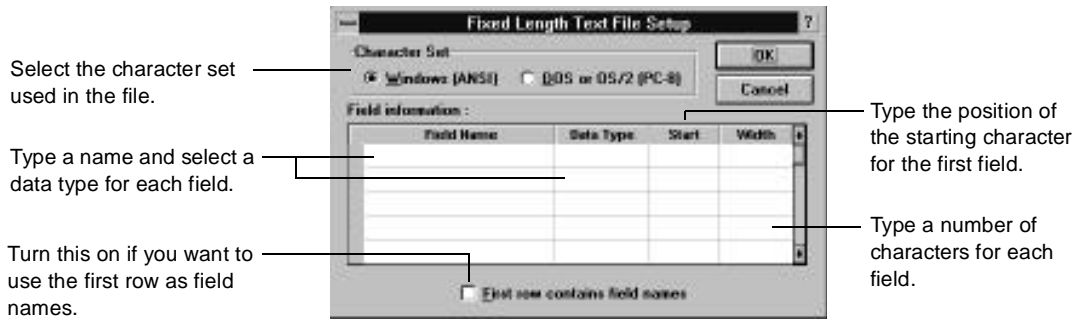 Fixed Length Text File Setup
?
Character Set
Windows (ANSI)
DOS or OS/2 (PC-8)
OK
Cancel
Select the character set
used in the file.
Field information :
Field Name Data Type Start Width
Type the position of
the starting character
for the first field.
Type a name and select a
data type for each field.
Type a number of
characters for each
field.
Turn this on if you want to
use the first row as field
names.
First row contains field names